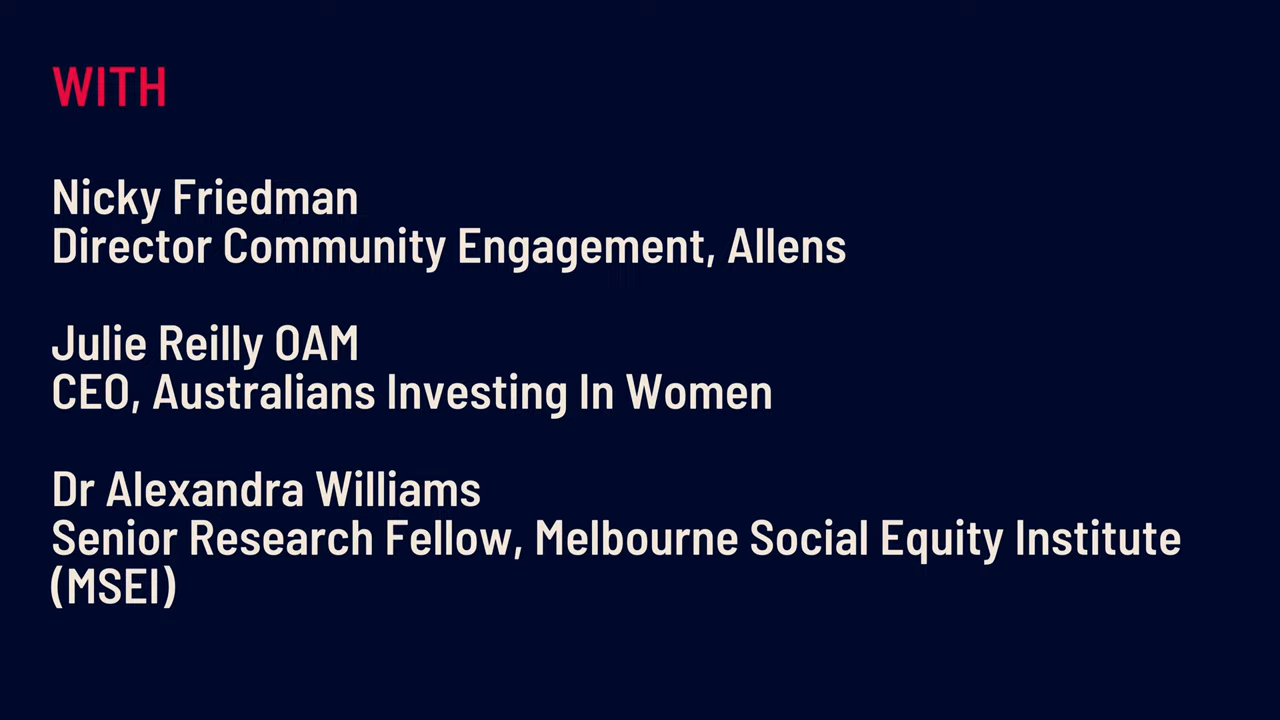 WITH
Nicky Friedman
Director Community Engagement, Allens
Julie Reilly OAM
CEO, Australians Investing In Women
Dr Alexandra Williams
Senior Research Fellow, Melbourne Social Equity Institute
(MSEI)